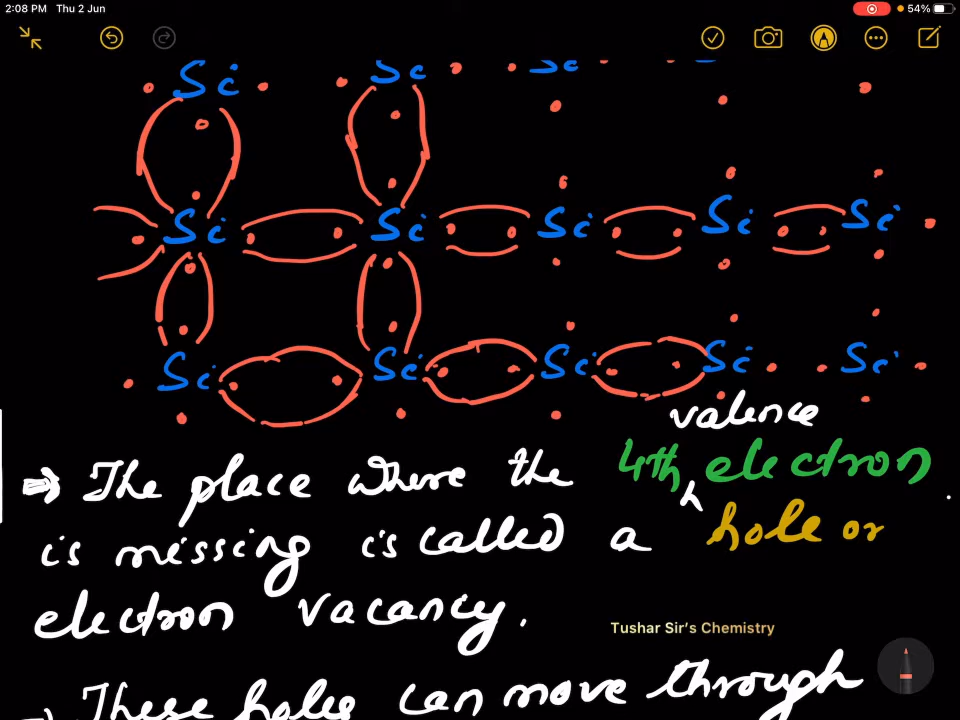 2:08 PM Thu 2 Jun 54%
Si Si Si
Si Si Si Si Si
Si Si Si Si Si
valence
⇒ The place where the 4th ^ electron
is missing is called a hole or
electron vacancy.
Tushar Sir's Chemistry
→ These holes can move through